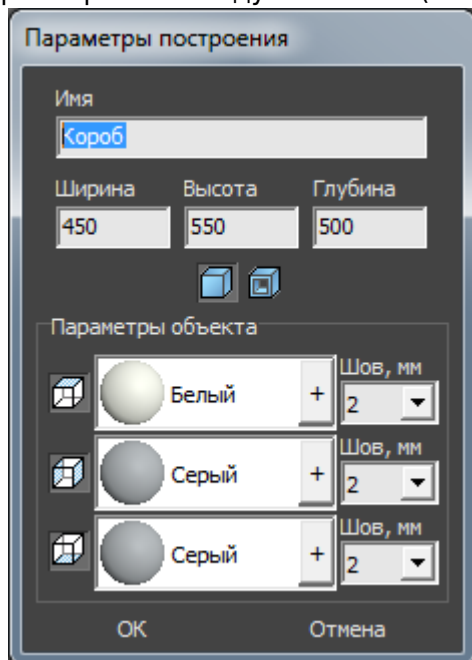 Параметры построения
Имя
Короб
Ширина Высота Глубина
450 550 500
Параметры объекта
Шов, мм
Белый + 2
Шов, мм
Серый + 2
Шов, мм
Серый + 2
ОК Отмена